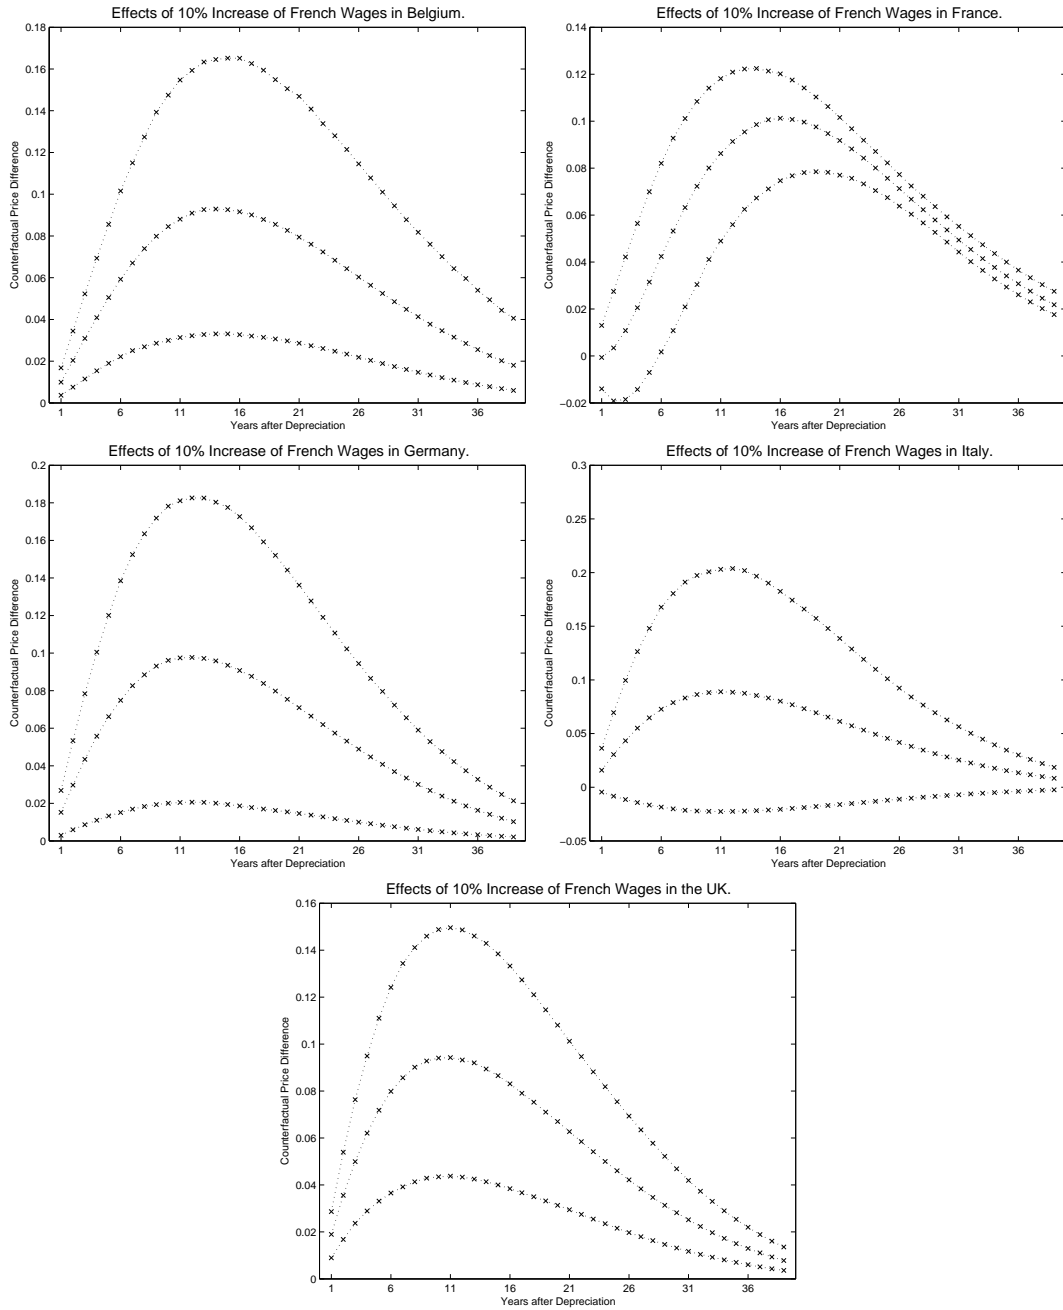 Effects of 10% Increase of French Wages in Belgium.
0.18
0.16
0.14
0.12
0.1
0.08
0.06
0.04
0.02
0
Counterfactual Price Difference
1 6 11 16 21 26 31 36
Years after Depreciation
Effects of 10% Increase of French Wages in France.
0.14
0.12
0.1
0.08
0.06
0.04
0.02
0
−0.02
Counterfactual Price Difference
1 6 11 16 21 26 31 36
Years after Depreciation
Effects of 10% Increase of French Wages in Germany.
0.2
0.18
0.16
0.14
0.12
0.1
0.08
0.06
0.04
0.02
0
Counterfactual Price Difference
1 6 11 16 21 26 31 36
Years after Depreciation
Effects of 10% Increase of French Wages in Italy.
0.3
0.25
0.2
0.15
0.1
0.05
0
−0.05
Counterfactual Price Difference
1 6 11 16 21 26 31 36
Years after Depreciation
Effects of 10% Increase of French Wages in the UK.
0.16
0.14
0.12
0.1
0.08
0.06
0.04
0.02
0
Counterfactual Price Difference
1 6 11 16 21 26 31 36
Years after Depreciation